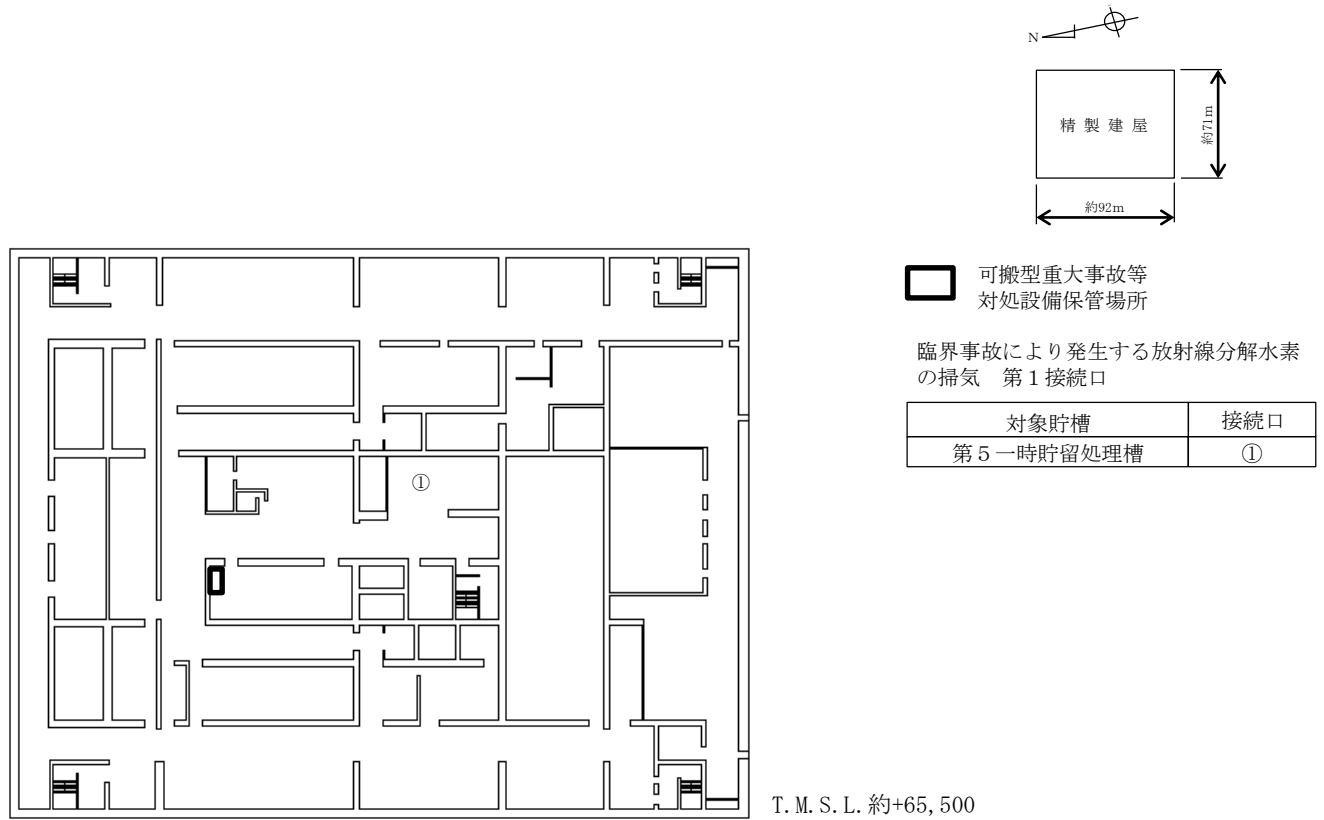 N
精製建屋
約71m
約92m
可搬型重大事故等
対処設備保管場所
臨界事故により発生する放射線分解水素
の掃気 第1接続口
対象貯槽 接続口
第5一時貯留処理槽 ①
①
T.M.S.L.約+65,500